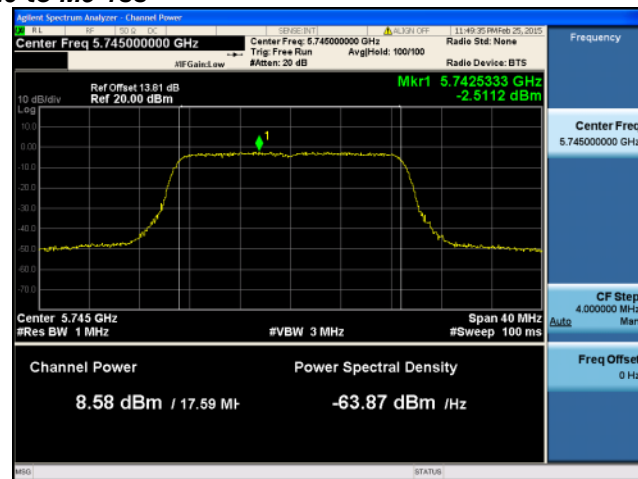 Agilent Spectrum Analyzer - Channel Power
RL RF 50 Ω DC SENSE:INT ALIGN OFF 11:49:35 PM Feb 25, 2015
Center Freq 5.745000000 GHz
Center Freq: 5.745000000 GHz
Radio Std: None
Trig: Free Run Avg|Hold: 100/100
#IFGain:Low #Atten: 20 dB Radio Device: BTS
Frequency
Mkr1 5.7425333 GHz
-2.5112 dBm
Ref Offset 13.81 dB
10 dB/div Ref 20.00 dBm
Log
10.0
0.00
-10.0
-20.0
-30.0
-40.0
-50.0
-60.0
-70.0
1
Center Freq
5.745000000 GHz
Center 5.745 GHz Span 40 MHz
#Res BW 1 MHz #VBW 3 MHz #Sweep 100 ms
CF Step
4.000000 MHz
Auto Man
Channel Power Power Spectral Density
8.58 dBm / 17.59 MH -63.87 dBm /Hz
Freq Offset
0 Hz
MSG STATUS